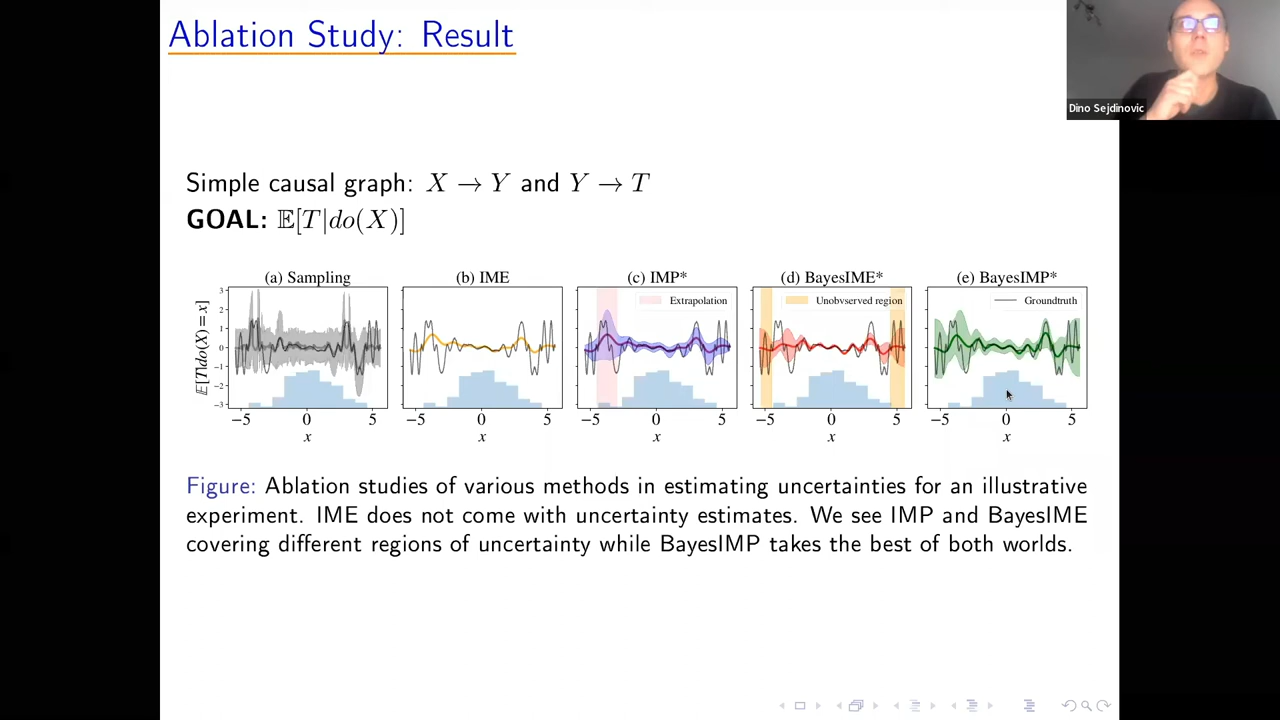 Ablation Study: Result
Dino Sejdinovic
Simple causal graph: X → Y and Y → T
GOAL: 𝔼[T|do(X)]
(a) Sampling (b) IME (c) IMP* (d) BayesIME* (e) BayesIMP*
Extrapolation Unobvserved region Groundtruth
𝔼[T|do(X) = x]
3
2
1
0
−1
−2
−3
−5 0 5 −5 0 5 −5 0 5 −5 0 5 −5 0 5
x x x x x
Figure: Ablation studies of various methods in estimating uncertainties for an illustrative
experiment. IME does not come with uncertainty estimates. We see IMP and BayesIME
covering different regions of uncertainty while BayesIMP takes the best of both worlds.